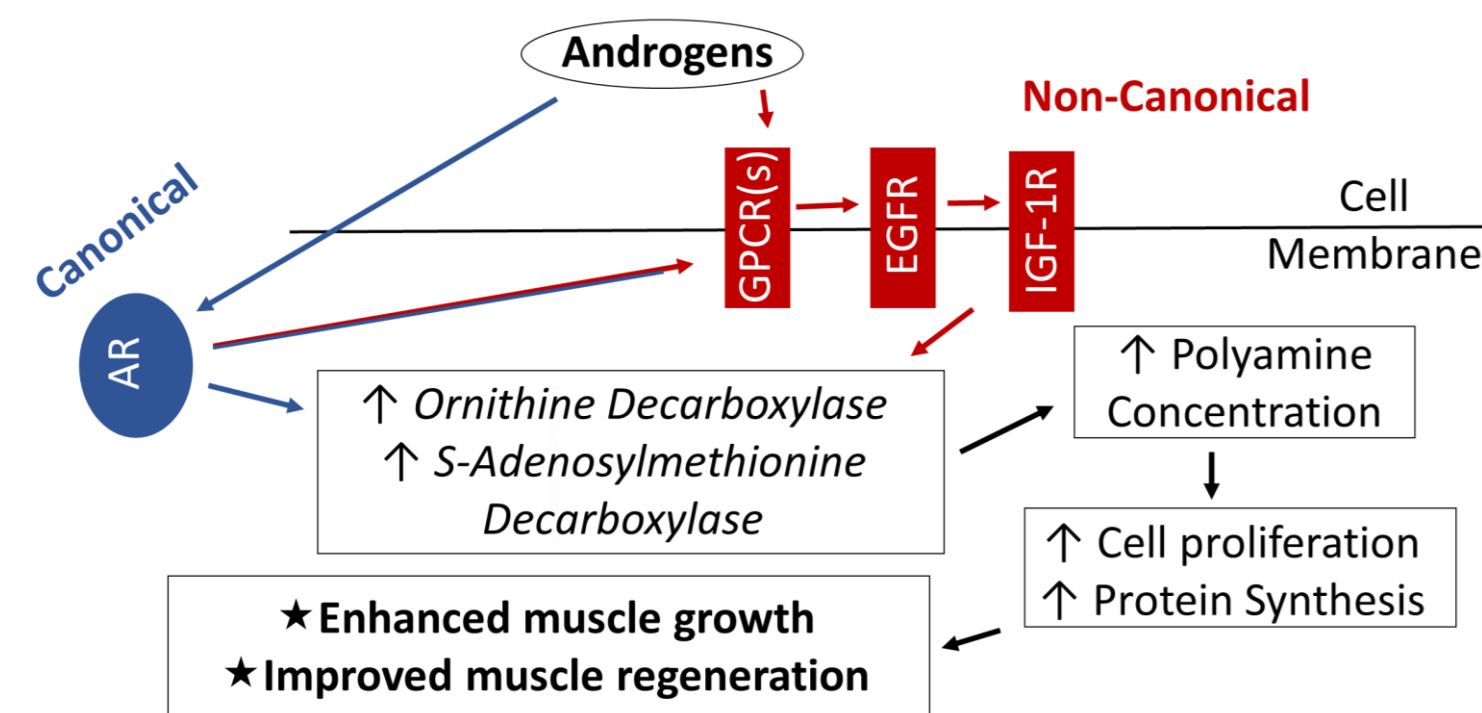 Androgens
Non-Canonical
Canonical
GPCR(s)
EGFR
IGF-1R
Cell
Membrane
AR
↑ Ornithine Decarboxylase
↑ S-Adenosylmethionine
Decarboxylase
↑ Polyamine
Concentration
↑ Cell proliferation
↑ Protein Synthesis
★Enhanced muscle growth
★Improved muscle regeneration